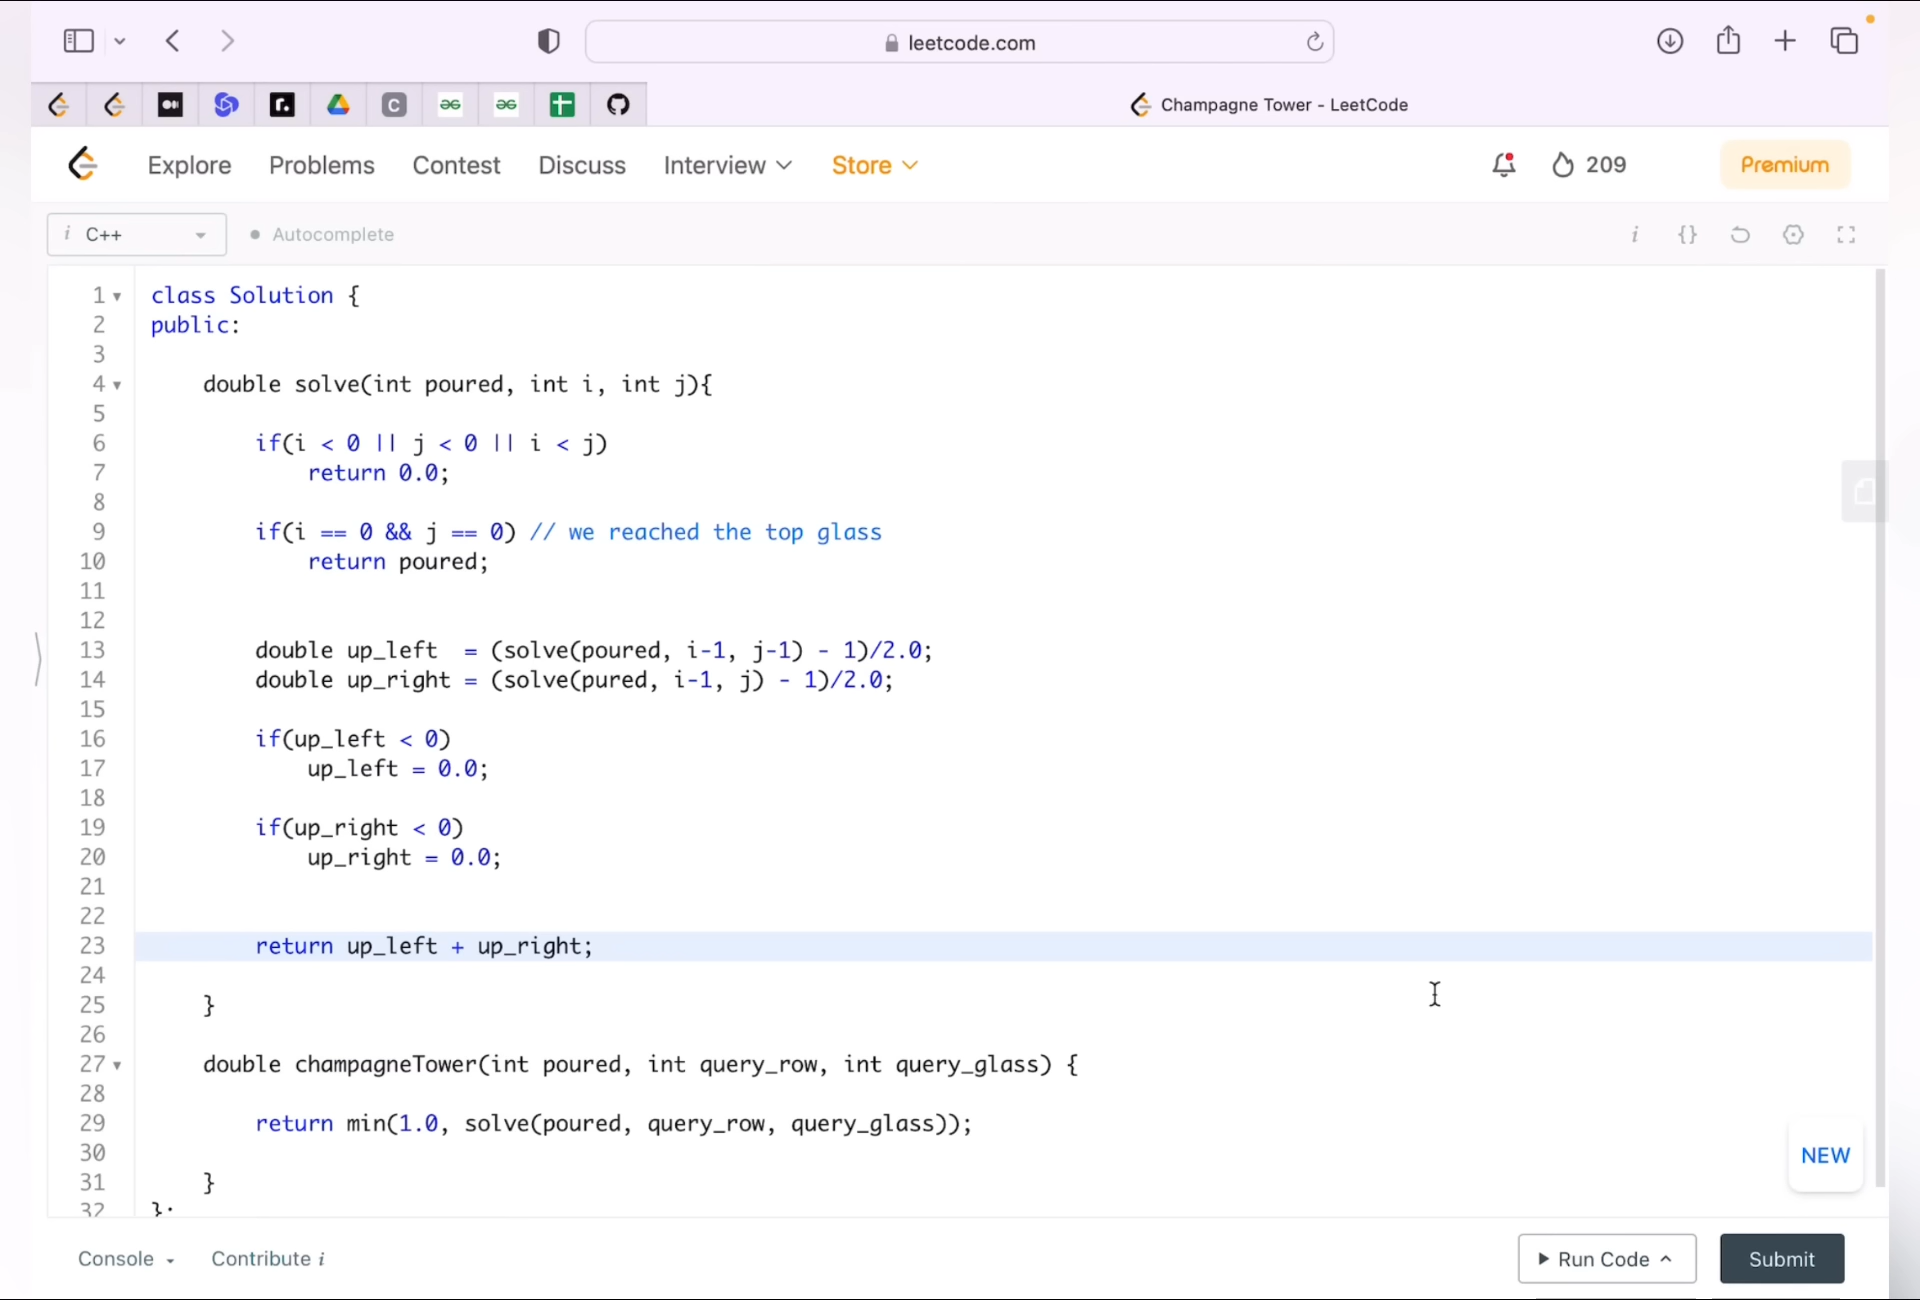 leetcode.com
C
Champagne Tower - LeetCode
Explore Problems Contest Discuss Interview Store 209 Premium
i C++ Autocomplete i {}
1 class Solution {
2 public:
3
4 double solve(int poured, int i, int j){
5
6 if(i < 0 || j < 0 || i < j)
7 return 0.0;
8
9 if(i == 0 && j == 0) // we reached the top glass
10 return poured;
11
12
13 double up_left  = (solve(poured, i-1, j-1) - 1)/2.0;
14 double up_right = (solve(pured, i-1, j) - 1)/2.0;
15
16 if(up_left < 0)
17 up_left = 0.0;
18
19 if(up_right < 0)
20 up_right = 0.0;
21
22
23 return up_left + up_right;
24
25 }
26
27 double champagneTower(int poured, int query_row, int query_glass) {
28
29 return min(1.0, solve(poured, query_row, query_glass));
30
31 }
32 };
NEW
Console Contribute i Run Code Submit